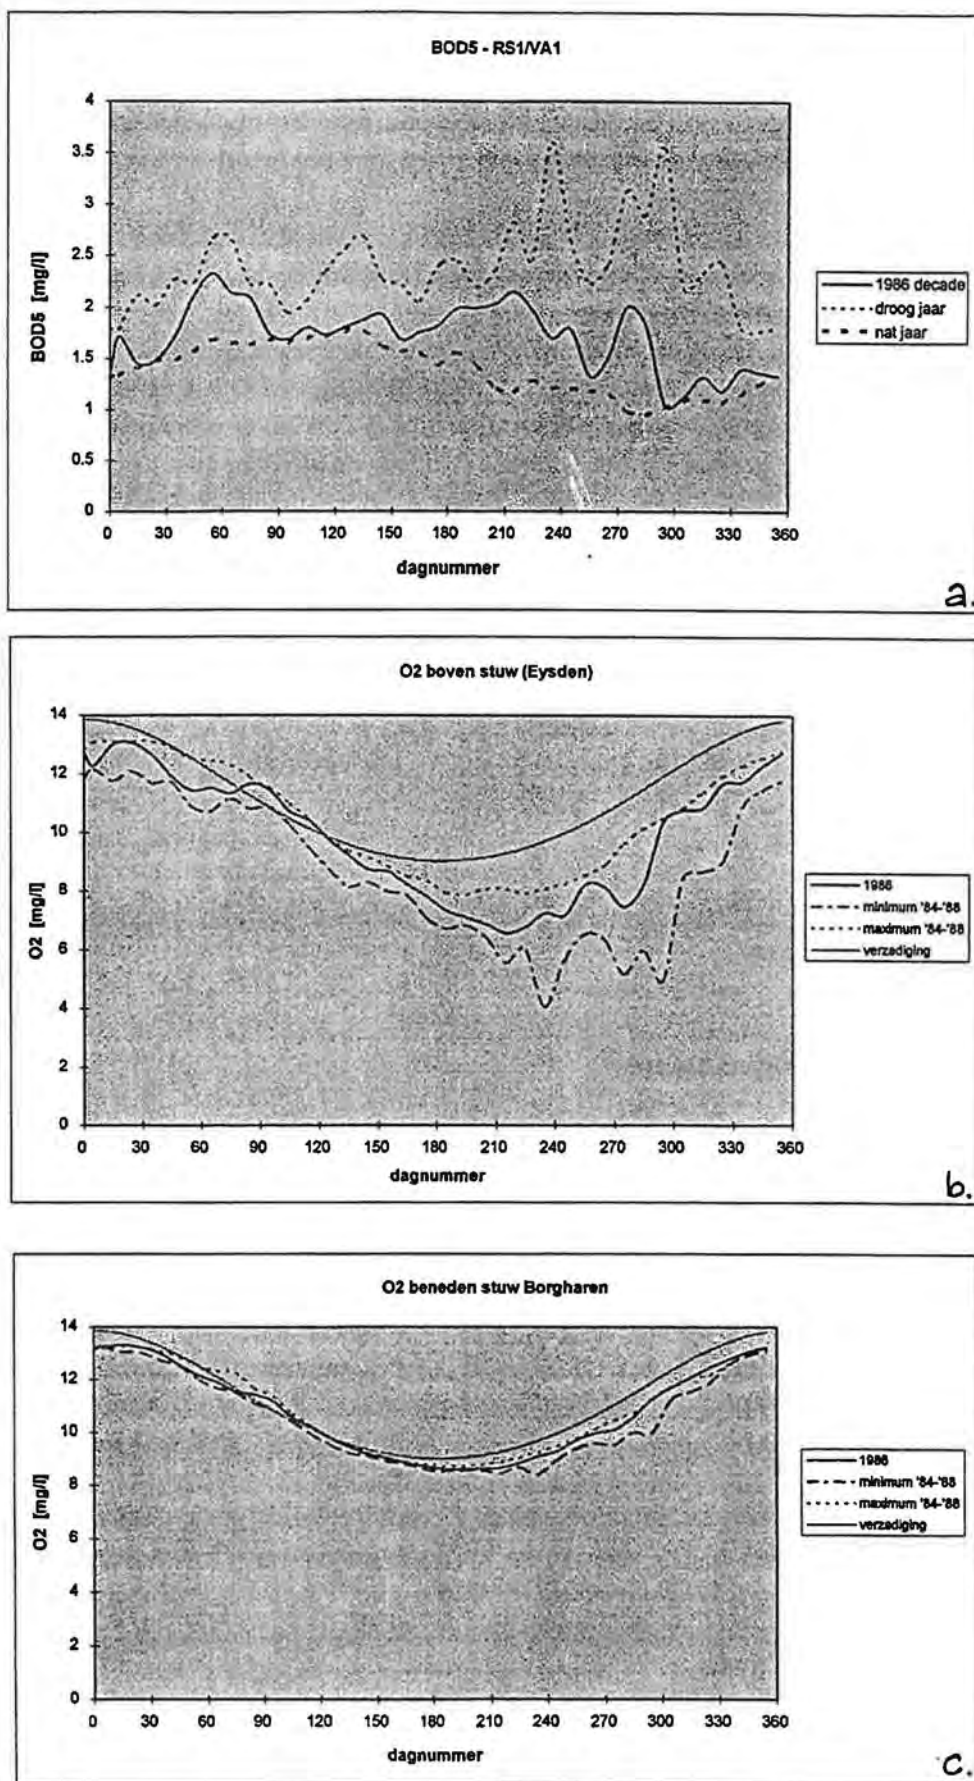 BOD5 - RS1/VA1
4
3.5
3
2.5
2
1.5
1
0.5
0
BOD5 [mg/l]
0 30 60 90 120 150 180 210 240 270 300 330 360
dagnummer
1986 decade
droog jaar
nat jaar
a.
O2 boven stuw (Eysden)
14
12
10
8
6
4
2
0
O2 [mg/l]
0 30 60 90 120 150 180 210 240 270 300 330 360
dagnummer
1986
minimum '84-'88
maximum '84-'88
verzadiging
b.
O2 beneden stuw Borgharen
14
12
10
8
6
4
2
0
O2 [mg/l]
0 30 60 90 120 150 180 210 240 270 300 330 360
dagnummer
1986
minimum '84-'88
maximum '84-'88
verzadiging
c.